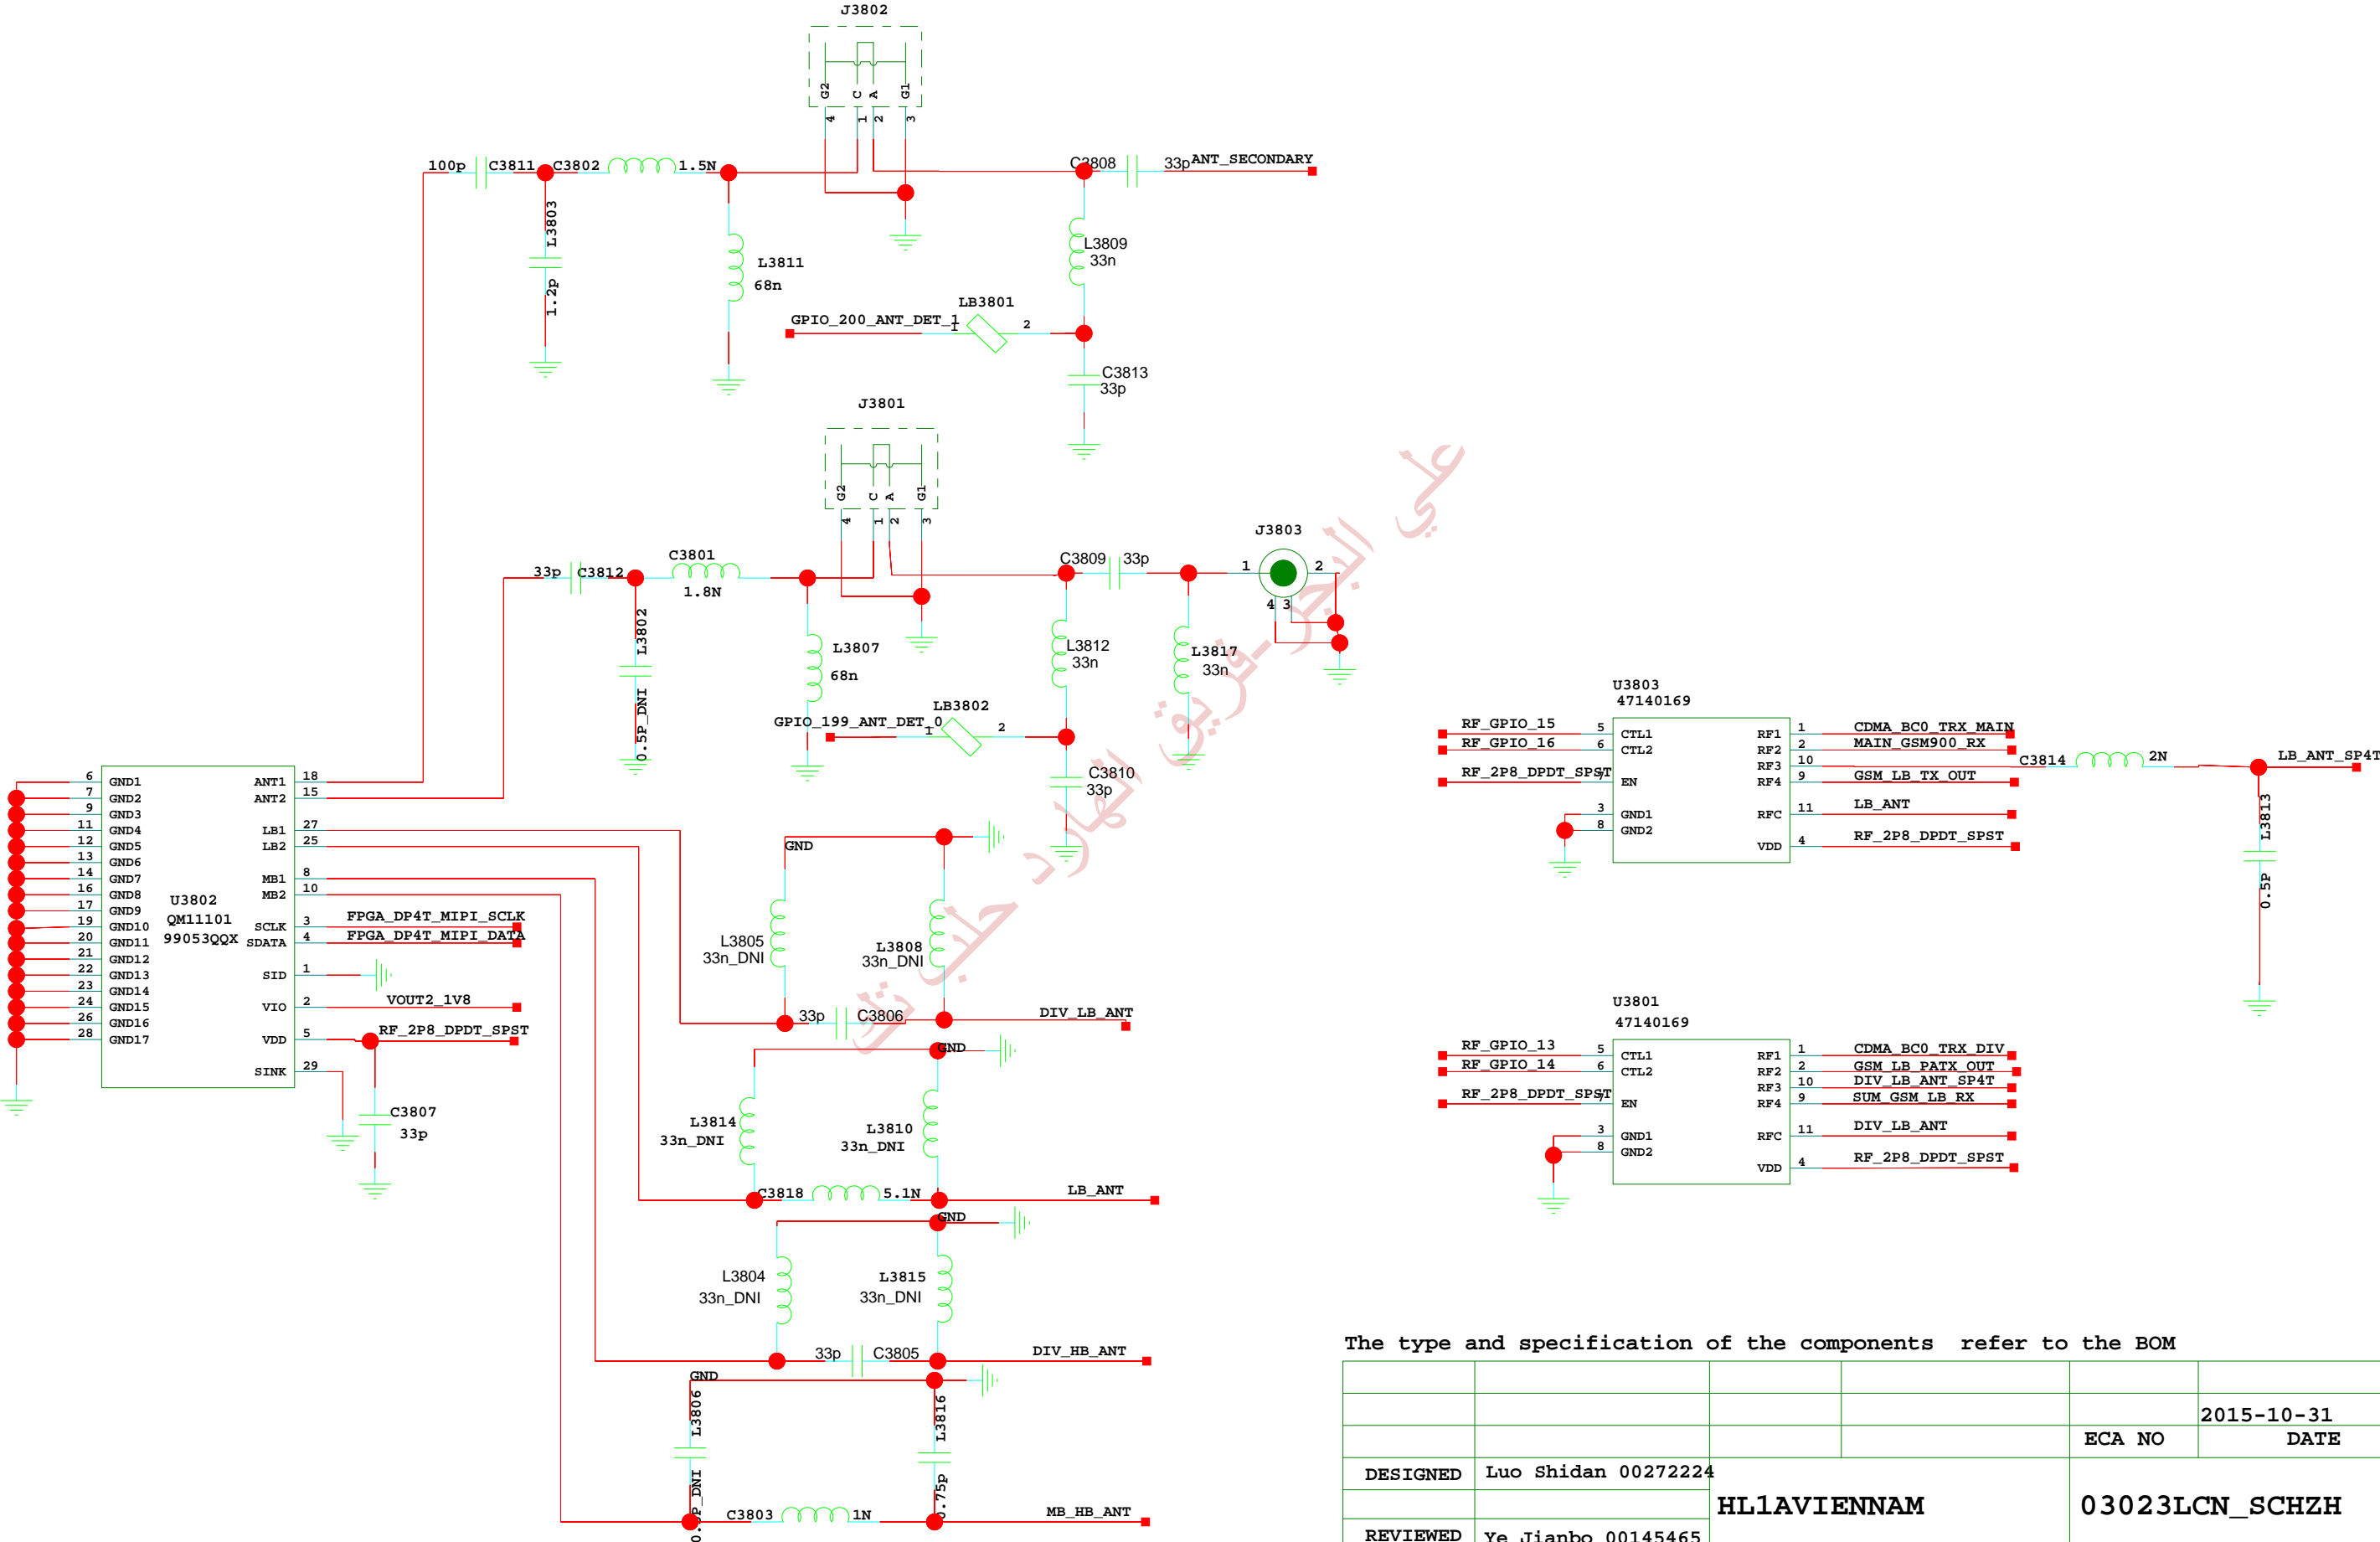 J3802
G2 C A G1
4 1 2 3
100p C3811 C3802 1.5N
C3808 33p ANT_SECONDARY
L3803
1.2p
L3811
68n
L3809
33n
LB3801
GPIO_200_ANT_DET_1
1 2
C3813
33p
J3801
G2 C A G1
4 1 2 3
33p C3812
C3801
1.8N
C3809 33p
J3803
1 2
4 3
L3802
0.5P_DNI
L3807
68n
L3812
33n
L3817
33n
LB3802
GPIO_199_ANT_DET_0
1 2
C3810
33p
علي البحر-فريق الهارد
U3802
QM11101
99053QQX
6 GND1
7 GND2
9 GND3
11 GND4
12 GND5
13 GND6
14 GND7
16 GND8
17 GND9
19 GND10
20 GND11
21 GND12
22 GND13
23 GND14
24 GND15
26 GND16
28 GND17
ANT1 18
ANT2 15
LB1 27
LB2 25
MB1 8
MB2 10
SCLK 3 FPGA_DP4T_MIPI_SCLK
SDATA 4 FPGA_DP4T_MIPI_DATA
SID 1
VIO 2 VOUT2_1V8
VDD 5 RF_2P8_DPDT_SPST
SINK 29
C3807
33p
GND
L3805
33n_DNI
L3808
33n_DNI
33p C3806
DIV_LB_ANT
GND
L3814
33n_DNI
L3810
33n_DNI
C3818 5.1N
LB_ANT
GND
L3804
33n_DNI
L3815
33n_DNI
33p C3805
DIV_HB_ANT
GND
L3806
L3816
0.75p
C3803 1N
MB_HB_ANT
U3803
47140169
RF_GPIO_15 5 CTL1
RF_GPIO_16 6 CTL2
RF_2P8_DPDT_SPST 7 EN
3 GND1
8 GND2
RF1 1 CDMA_BC0_TRX_MAIN
RF2 2 MAIN_GSM900_RX
RF3 10
RF4 9 GSM_LB_TX_OUT
RFC 11 LB_ANT
VDD 4 RF_2P8_DPDT_SPST
C3814 2N LB_ANT_SP4T
L3813
0.5P
U3801
47140169
RF_GPIO_13 5 CTL1
RF_GPIO_14 6 CTL2
RF_2P8_DPDT_SPST 7 EN
3 GND1
8 GND2
RF1 1 CDMA_BC0_TRX_DIV
RF2 2 GSM_LB_PATX_OUT
RF3 10 DIV_LB_ANT_SP4T
RF4 9 SUM_GSM_LB_RX
RFC 11 DIV_LB_ANT
VDD 4 RF_2P8_DPDT_SPST
The type and specification of the components refer to the BOM
2015-10-31
ECA NO DATE
DESIGNED Luo Shidan 00272224
HL1AVIENNAM 03023LCN_SCHZH
REVIEWED Ye Jianbo 00145465